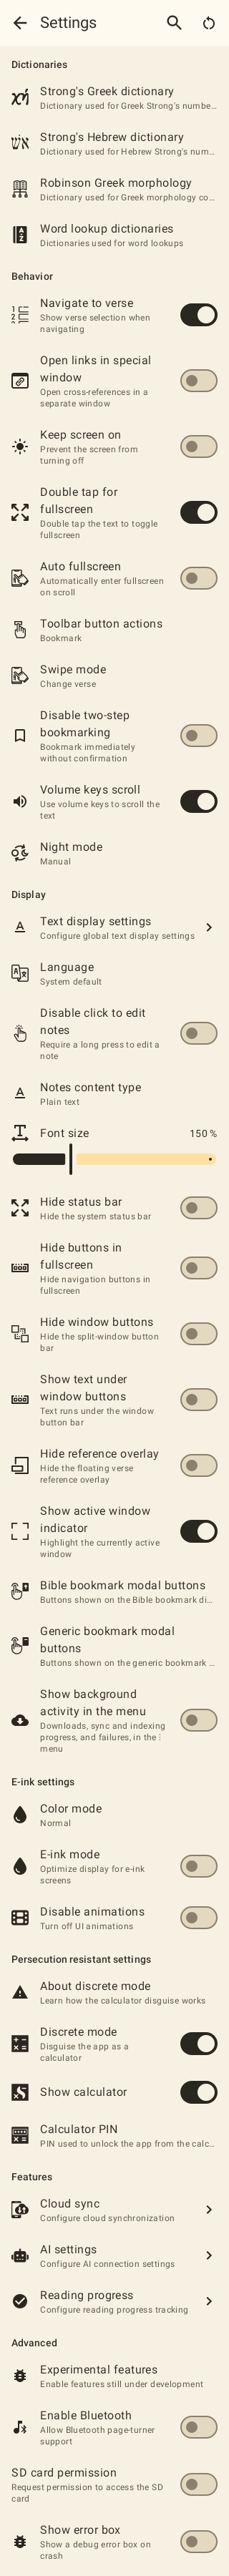 Settings
Dictionaries
Strong's Greek dictionary
Dictionary used for Greek Strong's numbe...
Strong's Hebrew dictionary
Dictionary used for Hebrew Strong's num...
Robinson Greek morphology
Dictionary used for Greek morphology co...
Word lookup dictionaries
Dictionaries used for word lookups
Behavior
Navigate to verse
Show verse selection when
navigating
Open links in special
window
Open cross-references in a
separate window
Keep screen on
Prevent the screen from
turning off
Double tap for
fullscreen
Double tap the text to toggle
fullscreen
Auto fullscreen
Automatically enter fullscreen
on scroll
Toolbar button actions
Bookmark
Swipe mode
Change verse
Disable two-step
bookmarking
Bookmark immediately
without confirmation
Volume keys scroll
Use volume keys to scroll the
text
Night mode
Manual
Display
Text display settings
Configure global text display settings
Language
System default
Disable click to edit
notes
Require a long press to edit a
note
Notes content type
Plain text
Font size 150 %
Hide status bar
Hide the system status bar
Hide buttons in
fullscreen
Hide navigation buttons in
fullscreen
Hide window buttons
Hide the split-window button
bar
Show text under
window buttons
Text runs under the window
button bar
Hide reference overlay
Hide the floating verse
reference overlay
Show active window
indicator
Highlight the currently active
window
Bible bookmark modal buttons
Buttons shown on the Bible bookmark di...
Generic bookmark modal
buttons
Buttons shown on the generic bookmark ...
Show background
activity in the menu
Downloads, sync and indexing
progress, and failures, in the ⋮
menu
E-ink settings
Color mode
Normal
E-ink mode
Optimize display for e-ink
screens
Disable animations
Turn off UI animations
Persecution resistant settings
About discrete mode
Learn how the calculator disguise works
Discrete mode
Disguise the app as a
calculator
Show calculator
Calculator PIN
PIN used to unlock the app from the calc...
Features
Cloud sync
Configure cloud synchronization
AI settings
Configure AI connection settings
Reading progress
Configure reading progress tracking
Advanced
Experimental features
Enable features still under development
Enable Bluetooth
Allow Bluetooth page-turner
support
SD card permission
Request permission to access the SD
card
Show error box
Show a debug error box on
crash